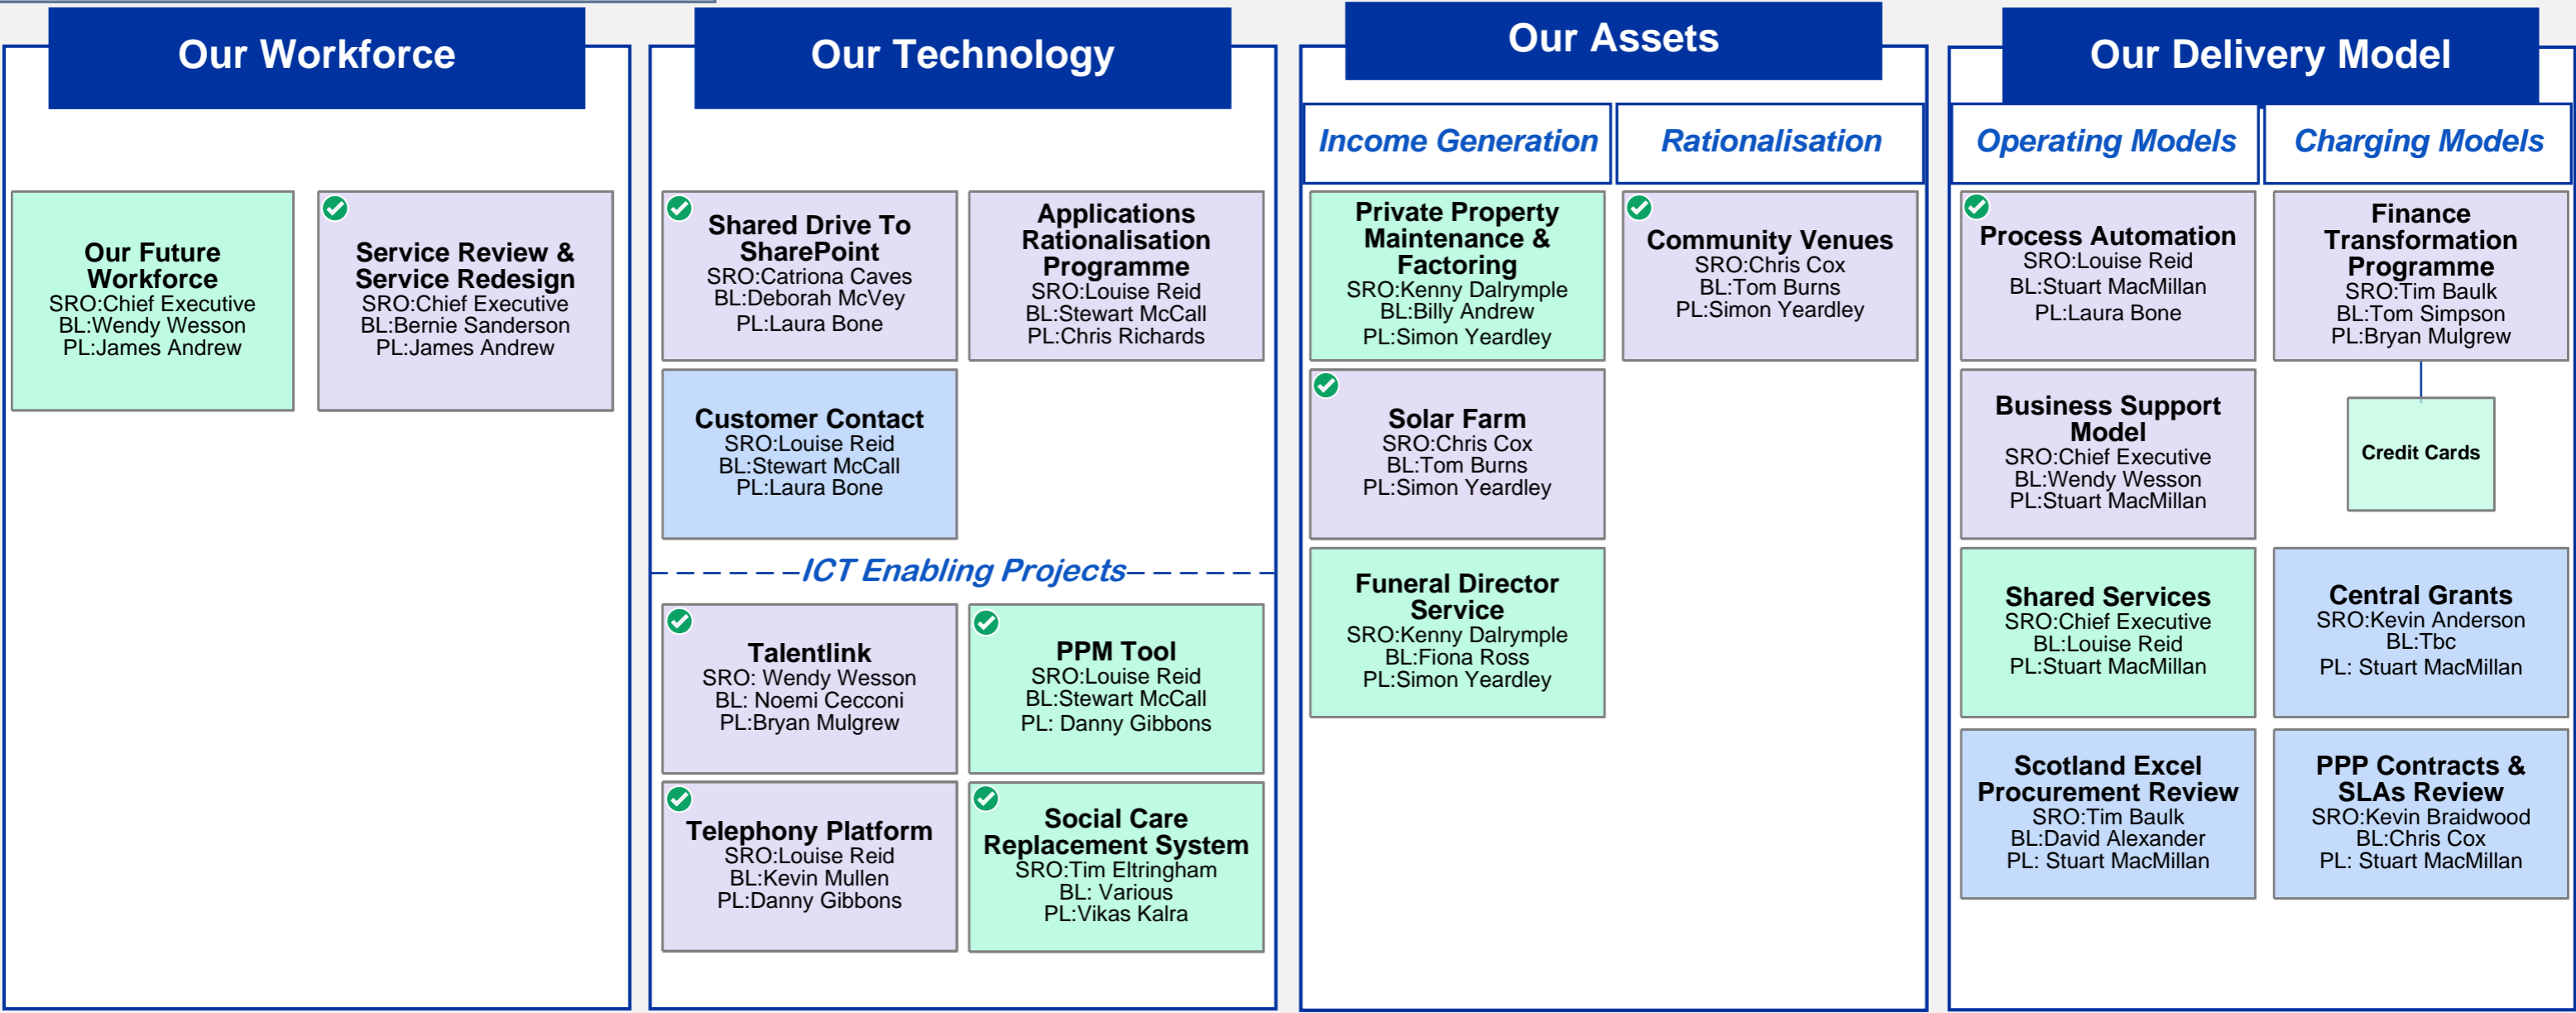 Our Workforce
Our Future
Workforce
SRO:Chief Executive
BL:Wendy Wesson
PL:James Andrew
Service Review &
Service Redesign
SRO:Chief Executive
BL:Bernie Sanderson
PL:James Andrew
Our Technology
Shared Drive To
SharePoint
SRO:Catriona Caves
BL:Deborah McVey
PL:Laura Bone
Applications
Rationalisation
Programme
SRO:Louise Reid
BL:Stewart McCall
PL:Chris Richards
Customer Contact
SRO:Louise Reid
BL:Stewart McCall
PL:Laura Bone
ICT Enabling Projects
Talentlink
SRO: Wendy Wesson
BL: Noemi Cecconi
PL:Bryan Mulgrew
PPM Tool
SRO:Louise Reid
BL:Stewart McCall
PL: Danny Gibbons
Telephony Platform
SRO:Louise Reid
BL:Kevin Mullen
PL:Danny Gibbons
Social Care
Replacement System
SRO:Tim Eltringham
BL: Various
PL:Vikas Kalra
Our Assets
Income Generation
Rationalisation
Private Property
Maintenance &
Factoring
SRO:Kenny Dalrymple
BL:Billy Andrew
PL:Simon Yeardley
Community Venues
SRO:Chris Cox
BL:Tom Burns
PL:Simon Yeardley
Solar Farm
SRO:Chris Cox
BL:Tom Burns
PL:Simon Yeardley
Funeral Director
Service
SRO:Kenny Dalrymple
BL:Fiona Ross
PL:Simon Yeardley
Our Delivery Model
Operating Models
Charging Models
Process Automation
SRO:Louise Reid
BL:Stuart MacMillan
PL:Laura Bone
Finance
Transformation
Programme
SRO:Tim Baulk
BL:Tom Simpson
PL:Bryan Mulgrew
Business Support
Model
SRO:Chief Executive
BL:Wendy Wesson
PL:Stuart MacMillan
Credit Cards
Shared Services
SRO:Chief Executive
BL:Louise Reid
PL:Stuart MacMillan
Central Grants
SRO:Kevin Anderson
BL:Tbc
PL: Stuart MacMillan
Scotland Excel
Procurement Review
SRO:Tim Baulk
BL:David Alexander
PL: Stuart MacMillan
PPP Contracts &
SLAs Review
SRO:Kevin Braidwood
BL:Chris Cox
PL: Stuart MacMillan